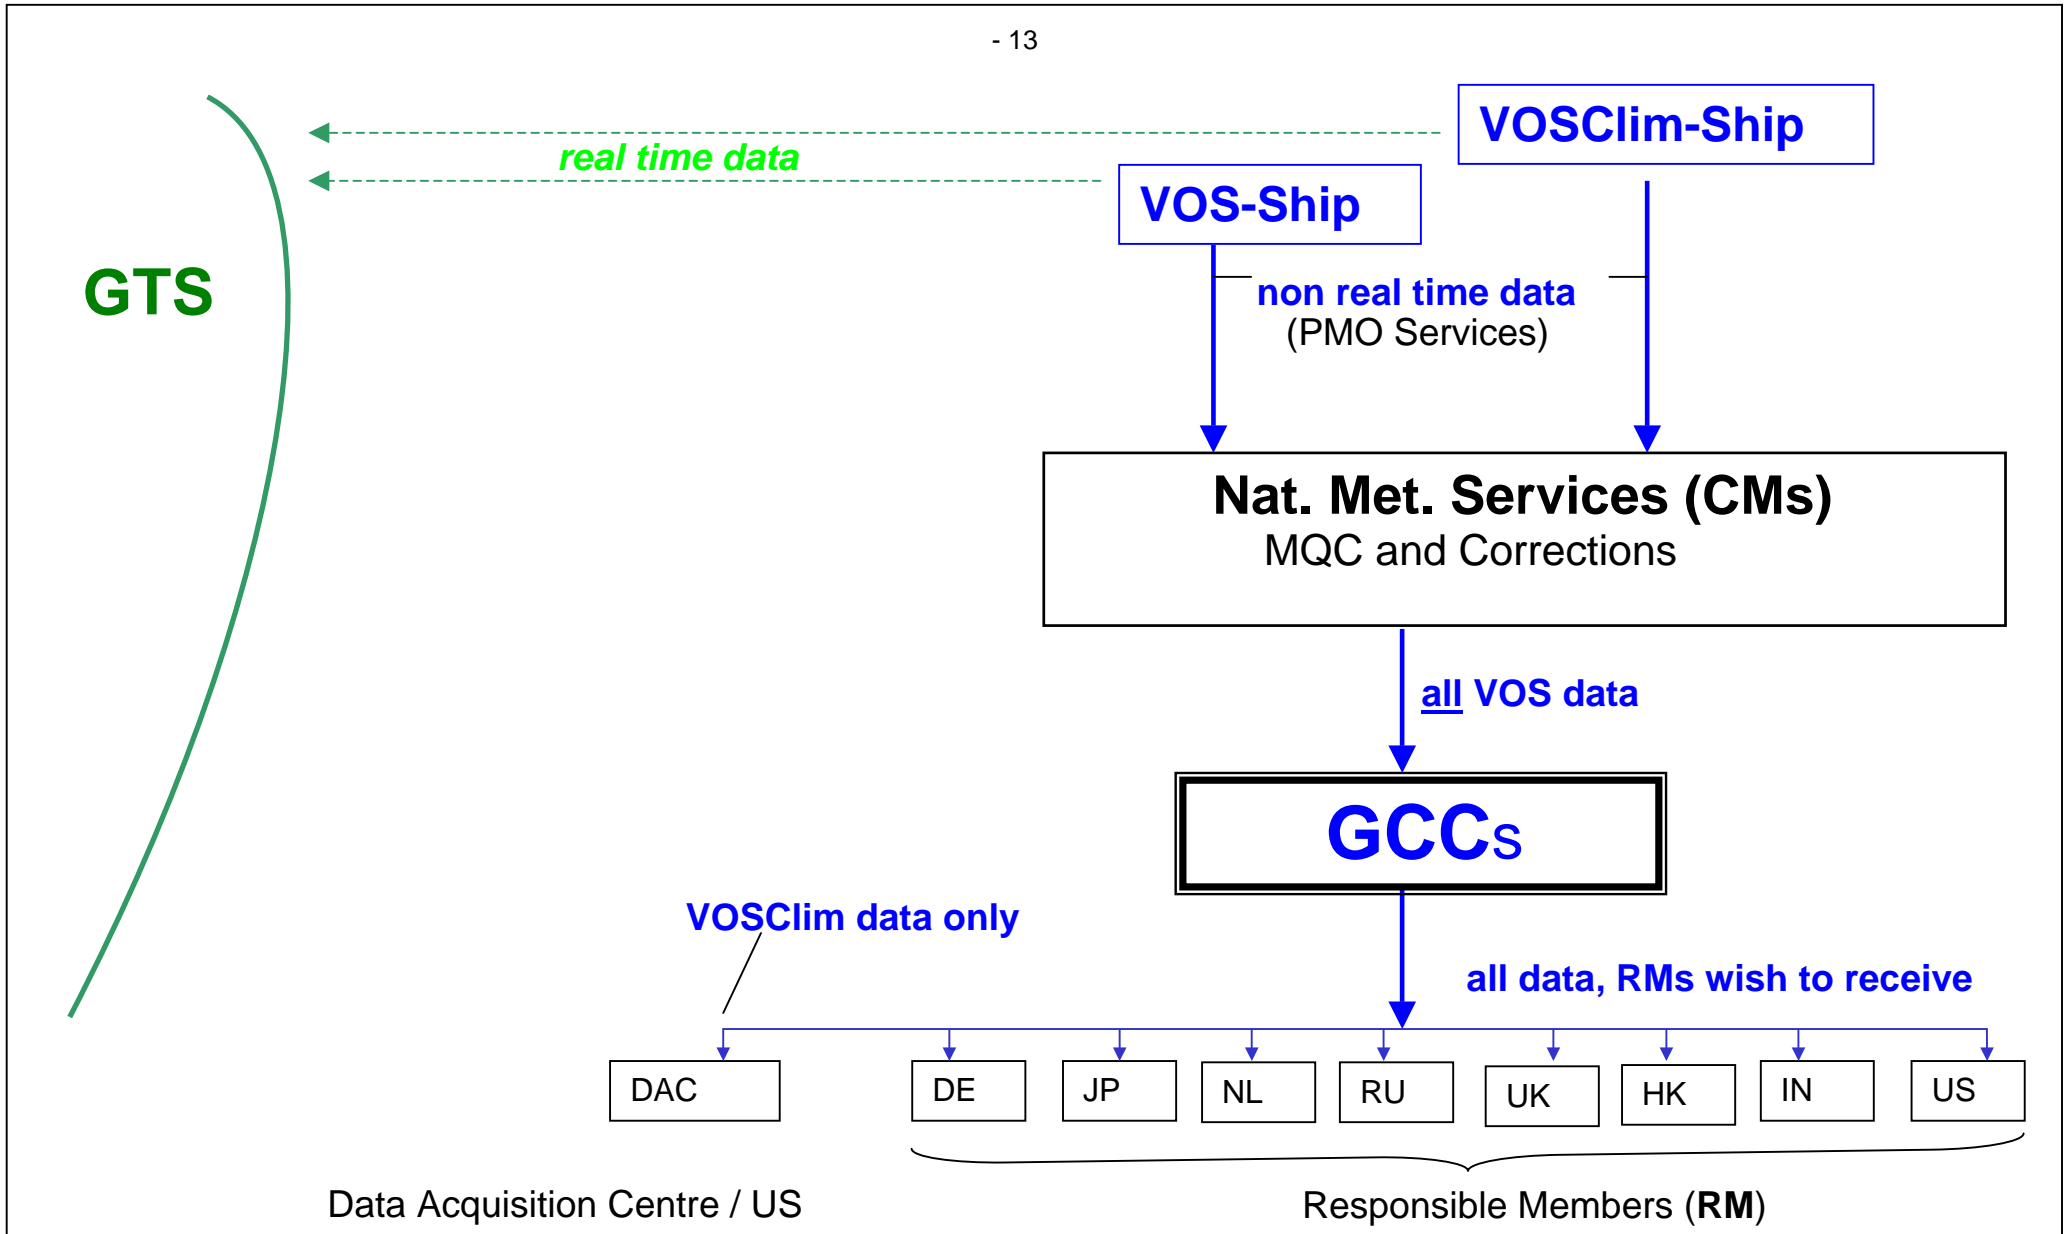 - 13
VOSClim-Ship
real time data
VOS-Ship
GTS
non real time data
(PMO Services)
Nat. Met. Services (CMs)
MQC and Corrections
all VOS data
GCCs
VOSClim data only
all data, RMs wish to receive
DAC
DE
JP
NL
RU
UK
HK
IN
US
Data Acquisition Centre / US
Responsible Members (RM)